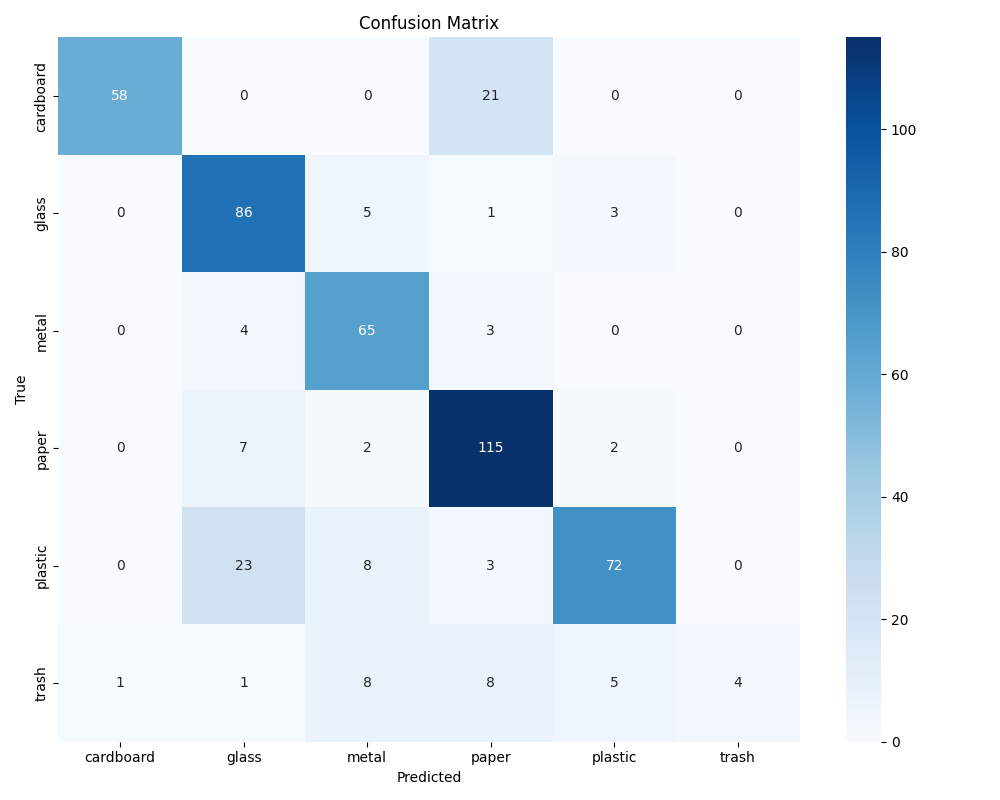 Confusion Matrix
cardboard 58 0 0 21 0 0
glass 0 86 5 1 3 0
metal 0 4 65 3 0 0
paper 0 7 2 115 2 0
plastic 0 23 8 3 72 0
trash 1 1 8 8 5 4
True
cardboard glass metal paper plastic trash
Predicted
100
80
60
40
20
0